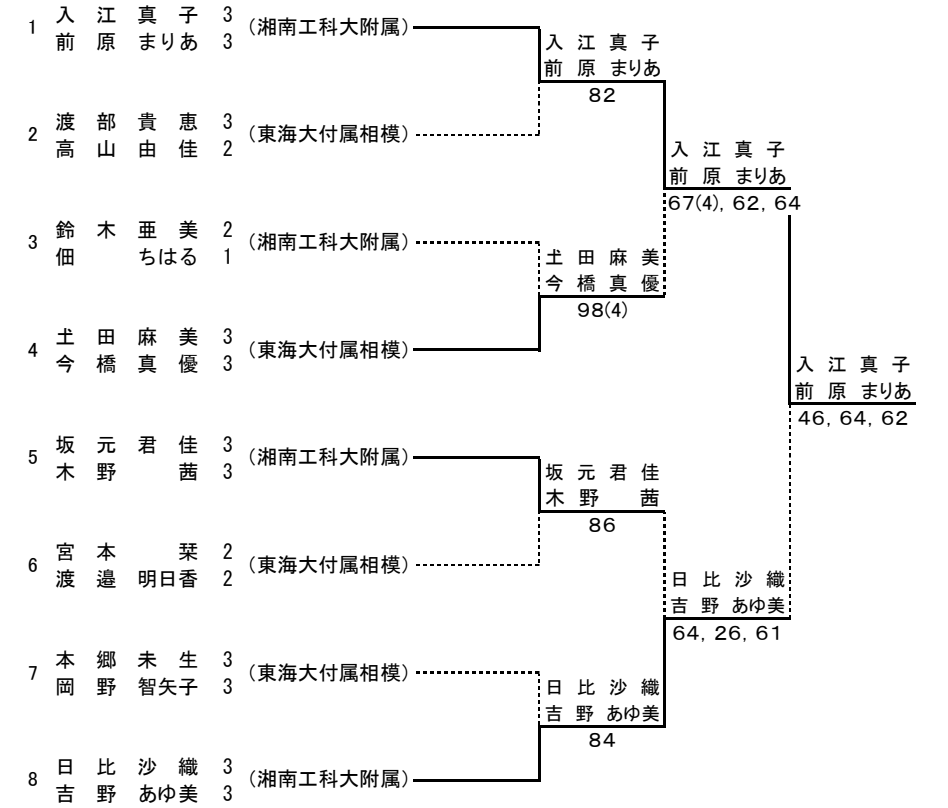 1 入江真子 3 (湘南工科大附属)
前原まりあ 3
入江真子
前原まりあ
82
2 渡部貴恵 3 (東海大付属相模)
高山由佳 2
入江真子
前原まりあ
67(4), 62, 64
3 鈴木亜美 2 (湘南工科大附属)
佃ちはる 1
𡈽田麻美
今橋真優
98(4)
4 𡈽田麻美 3 (東海大付属相模)
今橋真優 3
入江真子
前原まりあ
46, 64, 62
5 坂元君佳 3 (湘南工科大附属)
木野茜 3
坂元君佳
木野茜
86
6 宮本栞 2 (東海大付属相模)
渡邉明日香 2
日比沙織
吉野あゆ美
64, 26, 61
7 本郷未生 3 (東海大付属相模)
岡野智矢子 3
日比沙織
吉野あゆ美
84
8 日比沙織 3 (湘南工科大附属)
吉野あゆ美 3